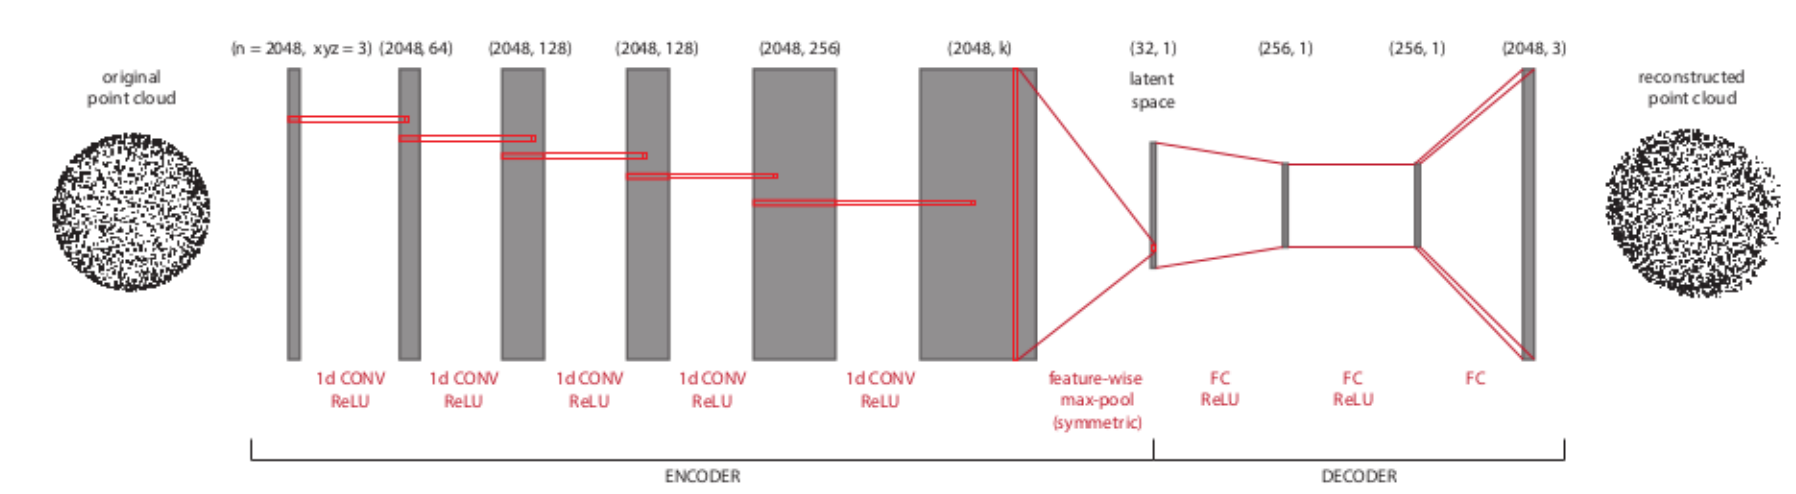 (n = 2048, xyz = 3) (2048, 64) (2048, 128) (2048, 128) (2048, 256) (2048, k) (32, 1) (256, 1) (256, 1) (2048, 3)
original
point cloud
latent
space
reconstructed
point cloud
1d CONV
ReLU
1d CONV
ReLU
1d CONV
ReLU
1d CONV
ReLU
1d CONV
ReLU
feature-wise
max-pool
(symmetric)
FC
ReLU
FC
ReLU
FC
ENCODER
DECODER